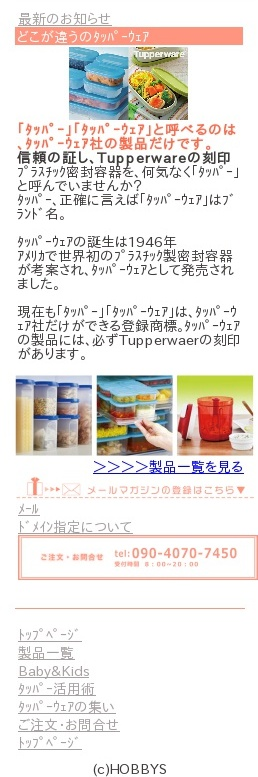 最新のお知らせ
どこが違うのﾀｯﾊﾟｰｳｪｱ
Tupperware
｢ﾀｯﾊﾟｰ｣｢ﾀｯﾊﾟｰｳｪｱ｣と呼べるのは
､ﾀｯﾊﾟｰｳｪｱ社の製品だけです。
信頼の証し､Tupperwareの刻印
ﾌﾟﾗｽﾁｯｸ密封容器を､何気なく｢ﾀｯﾊﾟｰ｣
と呼んでいませんか?
ﾀｯﾊﾟｰ､正確に言えば｢ﾀｯﾊﾟｰｳｪｱ｣はﾌﾞ
ﾗﾝﾄﾞ名。
ﾀｯﾊﾟｰｳｪｱの誕生は1946年
ｱﾒﾘｶで世界初のﾌﾟﾗｽﾁｯｸ製密封容器
が考案され､ﾀｯﾊﾟｰｳｪｱとして発売され
ました。
現在も｢ﾀｯﾊﾟｰ｣｢ﾀｯﾊﾟｰｳｪｱ｣は､ﾀｯﾊﾟｰｳ
ｪｱ社だけができる登録商標｡ﾀｯﾊﾟｰｳｪｱ
の製品には､必ずTupperwaerの刻印
があります。
＞＞＞＞製品一覧を見る
メールマガジンの登録はこちら▼
ﾒｰﾙ
ﾄﾞﾒｲﾝ指定について
ご注文・お問合せ tel:090-4070-7450
受付時間 8：00~20：00
ﾄｯﾌﾟﾍﾟｰｼﾞ
製品一覧
Baby&Kids
ﾀｯﾊﾟｰ活用術
ﾀｯﾊﾟｰｳｪｱの集い
ご注文･お問合せ
ﾄｯﾌﾟﾍﾟｰｼﾞ
(c)HOBBYS